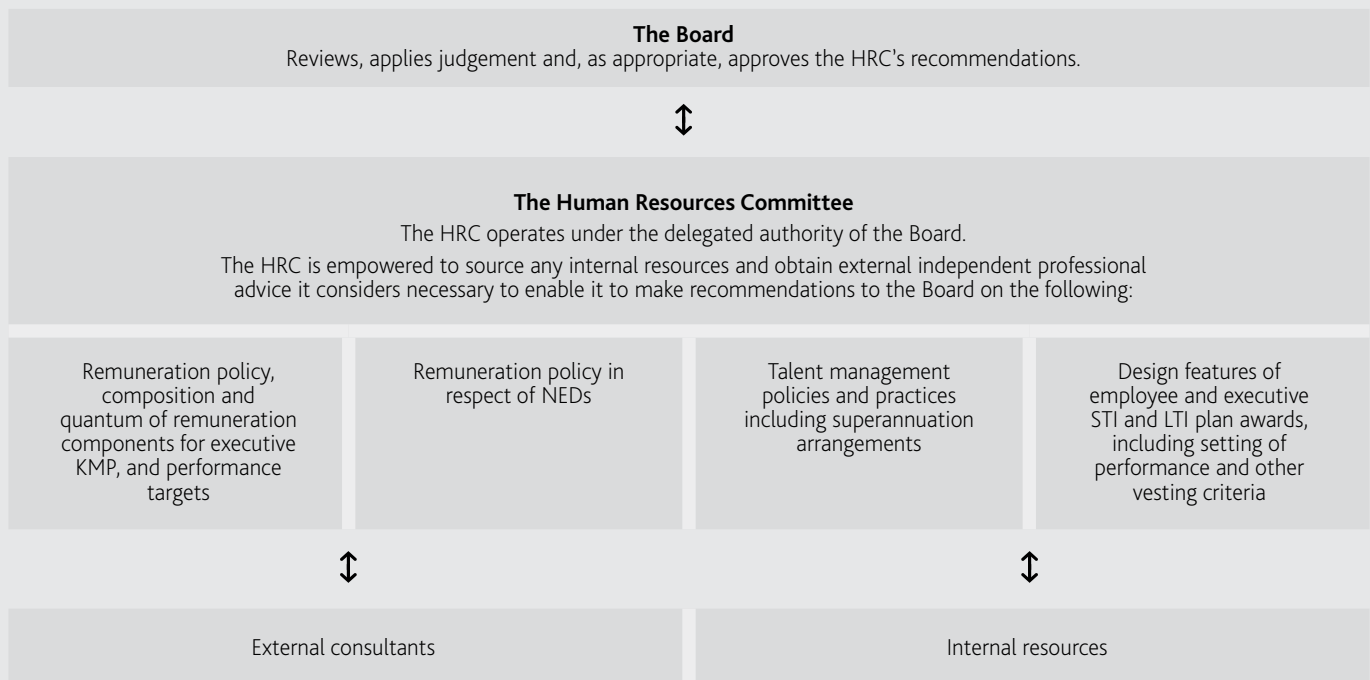 The Board
Reviews, applies judgement and, as appropriate, approves the HRC's recommendations.
The Human Resources Committee
The HRC operates under the delegated authority of the Board.
The HRC is empowered to source any internal resources and obtain external independent professional
advice it considers necessary to enable it to make recommendations to the Board on the following:
Remuneration policy,
composition and
quantum of remuneration
components for executive
KMP, and performance
targets
Remuneration policy in
respect of NEDs
Talent management
policies and practices
including superannuation
arrangements
Design features of
employee and executive
STI and LTI plan awards,
including setting of
performance and other
vesting criteria
External consultants
Internal resources